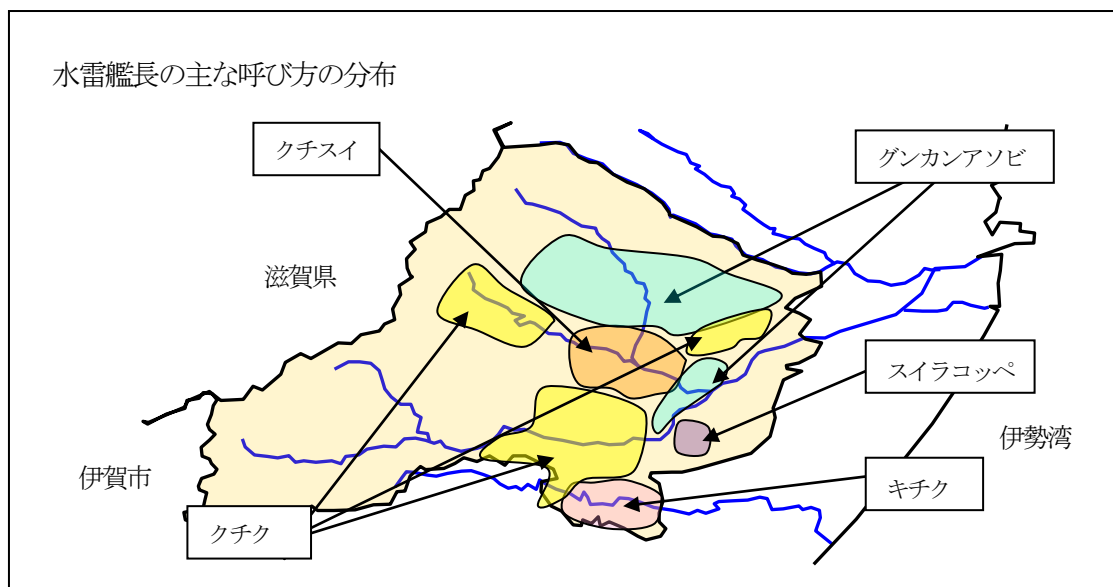 水雷艦長の主な呼び方の分布
クチスイ
グンカンアソビ
滋賀県
スイラコッペ
伊勢湾
伊賀市
キチク
クチク